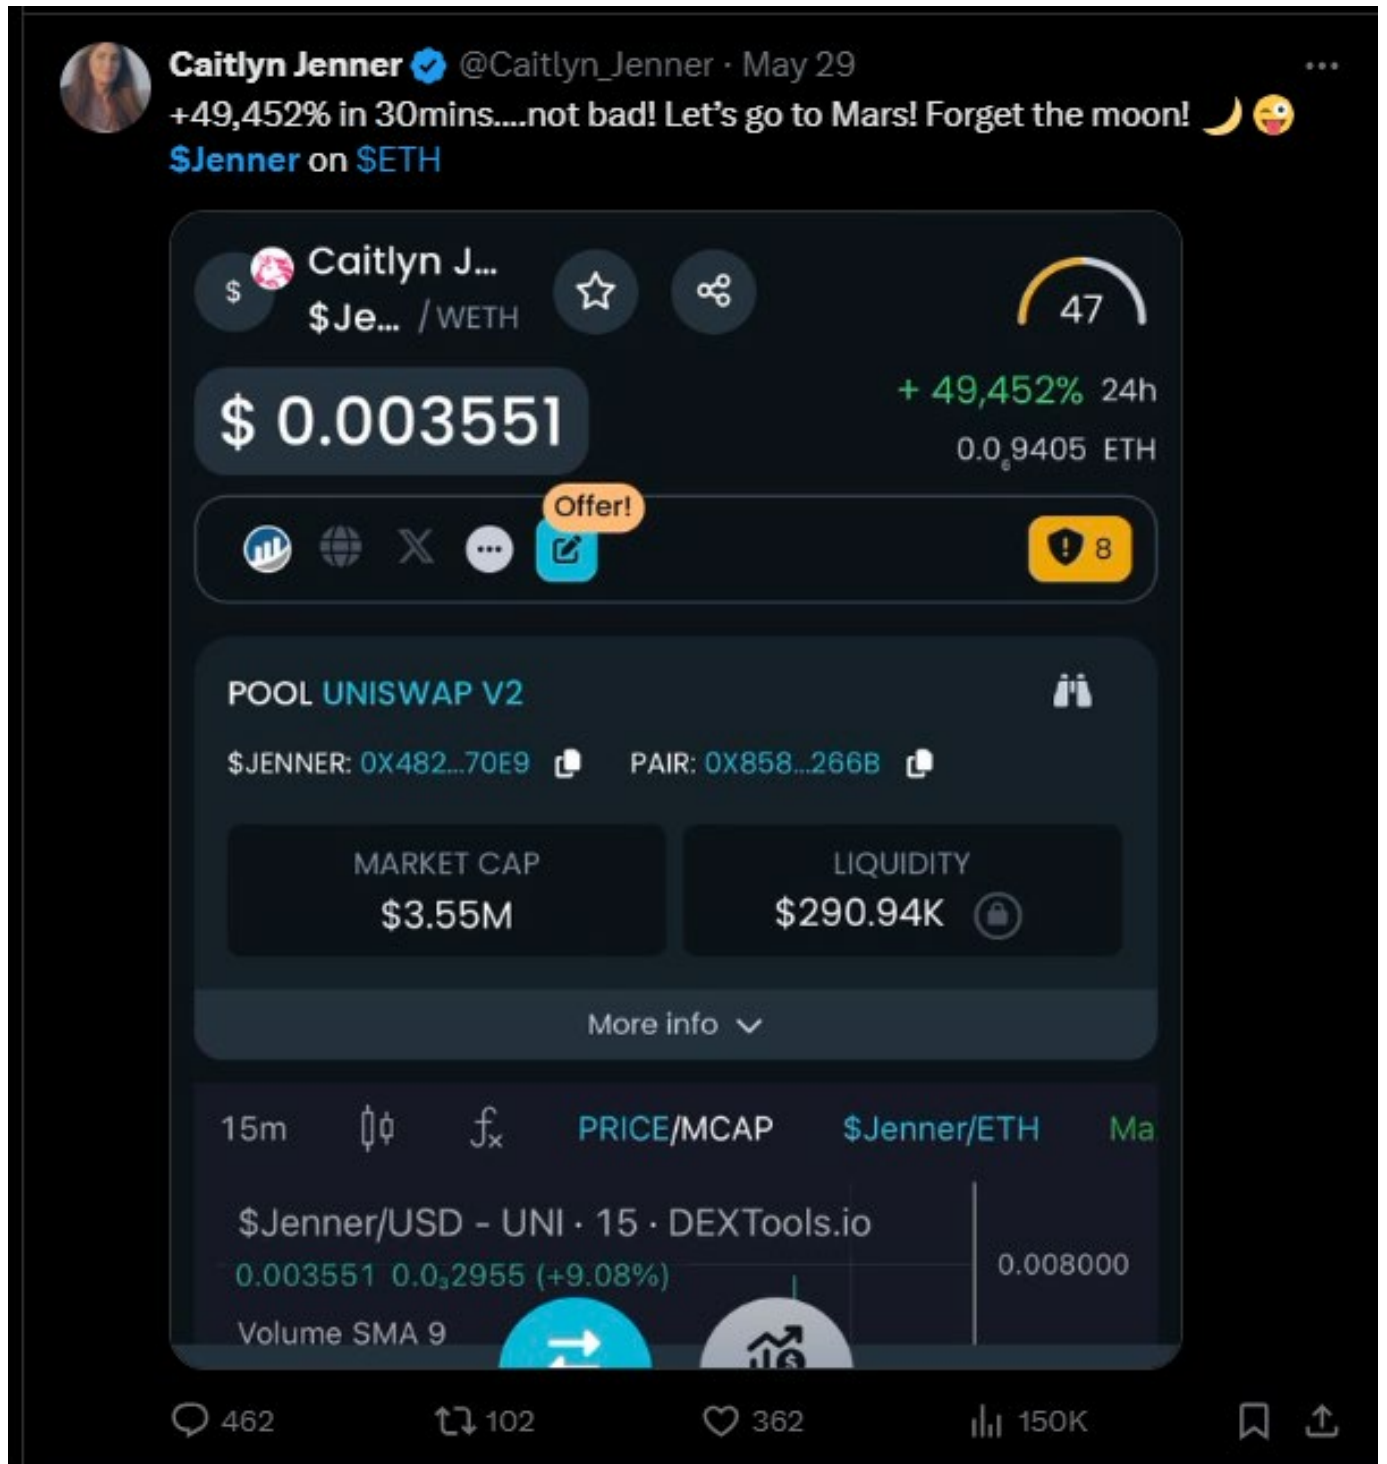 Caitlyn Jenner @Caitlyn_Jenner · May 29
+49,452% in 30mins....not bad! Let’s go to Mars! Forget the moon! 🌙 😜
$Jenner on $ETH
$ Caitlyn J...
$Je... / WETH
47
$ 0.003551
+ 49,452% 24h
0.0₆9405 ETH
Offer!
8
POOL UNISWAP V2
$JENNER: 0X482...70E9 PAIR: 0X858...266B
MARKET CAP LIQUIDITY
$3.55M $290.94K
More info
15m fx PRICE/MCAP $Jenner/ETH Ma
$Jenner/USD - UNI · 15 · DEXTools.io
0.003551 0.0₃2955 (+9.08%)
0.008000
Volume SMA 9
462 102 362 150K